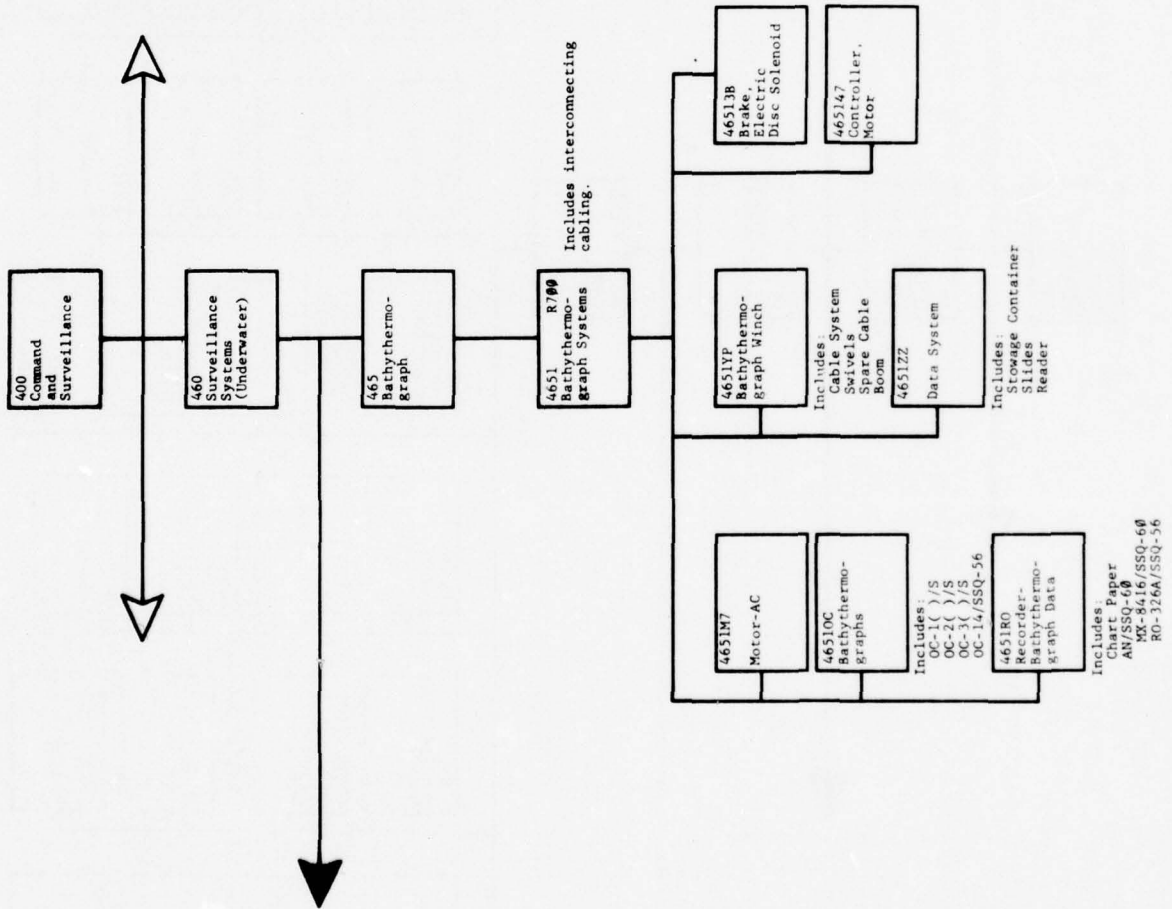 400
Command
and
Surveillance
460
Surveillance
Systems
(Underwater)
465
Bathythermo-
graph
4651 R700
Bathythermo-
graph Systems
Includes interconnecting
cabling.
4651M7
Motor-AC
4651OC
Bathythermo-
graphs
Includes:
OC-1( )/S
OC-2( )/S
OC-3( )/S
OC-14/SSQ-56
4651RO
Recorder-
Bathythermo-
graph Data
Includes:
Chart Paper
AN/SSQ-60
MX-8416/SSQ-60
RO-326A/SSQ-56
4651YP
Bathythermo-
graph Winch
Includes:
Cable System
Swivels
Spare Cable
Boom
4651ZZ
Data System
Includes:
Stowage Container
Slides
Reader
46513B
Brake,
Electric
Disc Solenoid
465147
Controller,
Motor